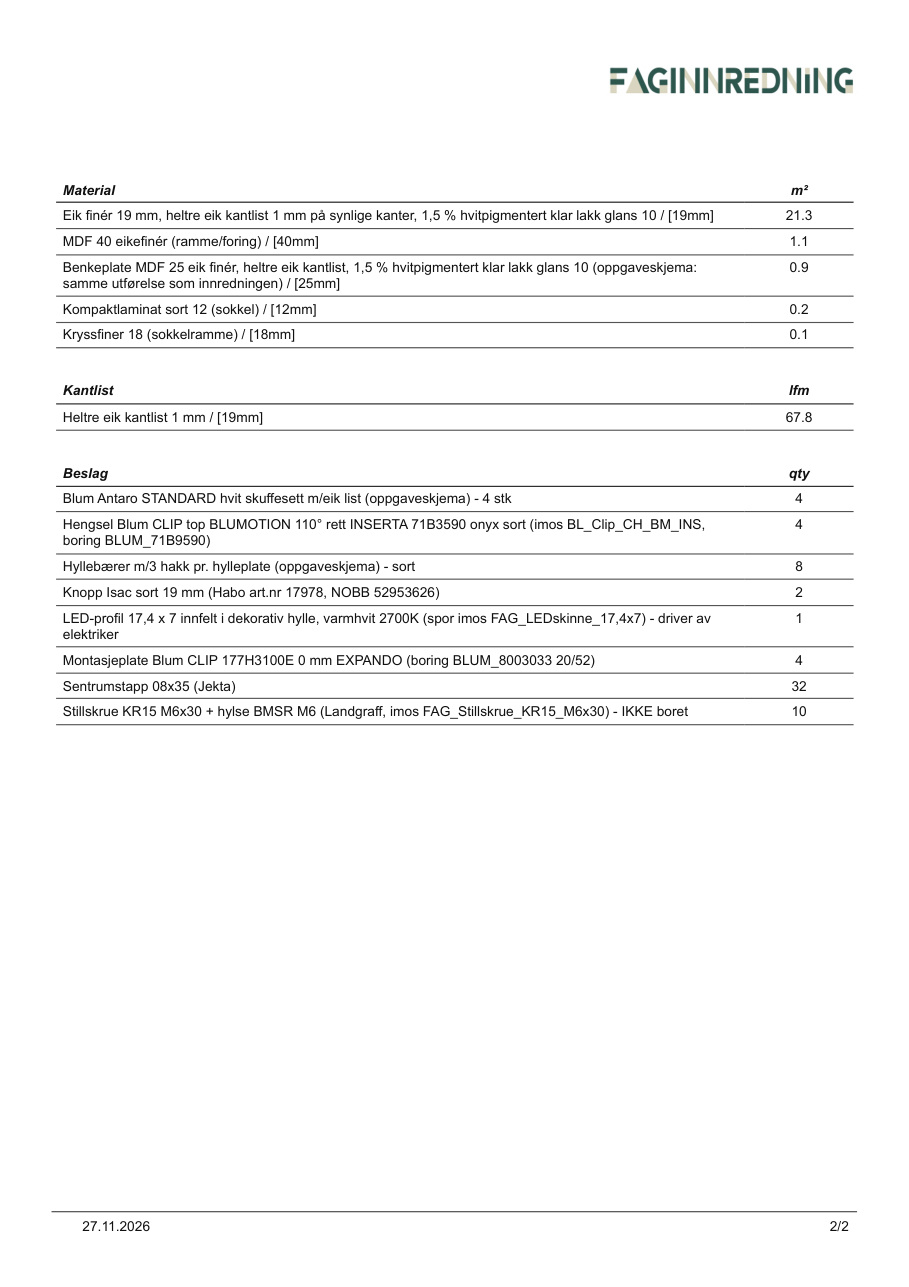 FAGINNREDNING
Material m²
Eik finér 19 mm, heltre eik kantlist 1 mm på synlige kanter, 1,5 % hvitpigmentert klar lakk glans 10 / [19mm] 21.3
MDF 40 eikefinér (ramme/foring) / [40mm] 1.1
Benkeplate MDF 25 eik finér, heltre eik kantlist, 1,5 % hvitpigmentert klar lakk glans 10 (oppgaveskjema: 0.9
samme utførelse som innredningen) / [25mm]
Kompaktlaminat sort 12 (sokkel) / [12mm] 0.2
Kryssfiner 18 (sokkelramme) / [18mm] 0.1
Kantlist lfm
Heltre eik kantlist 1 mm / [19mm] 67.8
Beslag qty
Blum Antaro STANDARD hvit skuffesett m/eik list (oppgaveskjema) - 4 stk 4
Hengsel Blum CLIP top BLUMOTION 110° rett INSERTA 71B3590 onyx sort (imos BL_Clip_CH_BM_INS, 4
boring BLUM_71B9590)
Hyllebærer m/3 hakk pr. hylleplate (oppgaveskjema) - sort 8
Knopp Isac sort 19 mm (Habo art.nr 17978, NOBB 52953626) 2
LED-profil 17,4 x 7 innfelt i dekorativ hylle, varmhvit 2700K (spor imos FAG_LEDskinne_17,4x7) - driver av 1
elektriker
Montasjeplate Blum CLIP 177H3100E 0 mm EXPANDO (boring BLUM_8003033 20/52) 4
Sentrumstapp 08x35 (Jekta) 32
Stillskrue KR15 M6x30 + hylse BMSR M6 (Landgraff, imos FAG_Stillskrue_KR15_M6x30) - IKKE boret 10
27.11.2026 2/2